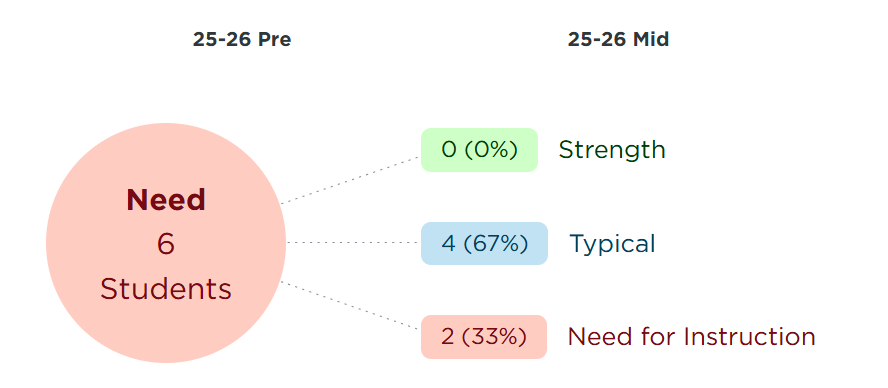 25-26 Pre
25-26 Mid
Need
6
Students
0 (0%) Strength
4 (67%) Typical
2 (33%) Need for Instruction